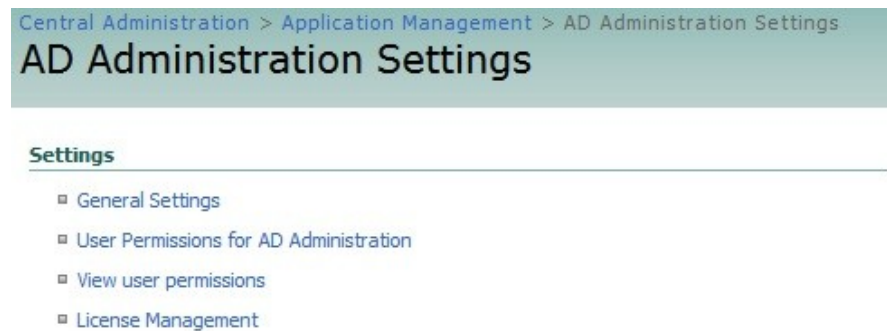 Central Administration > Application Management > AD Administration Settings
AD Administration Settings
Settings
General Settings
User Permissions for AD Administration
View user permissions
License Management